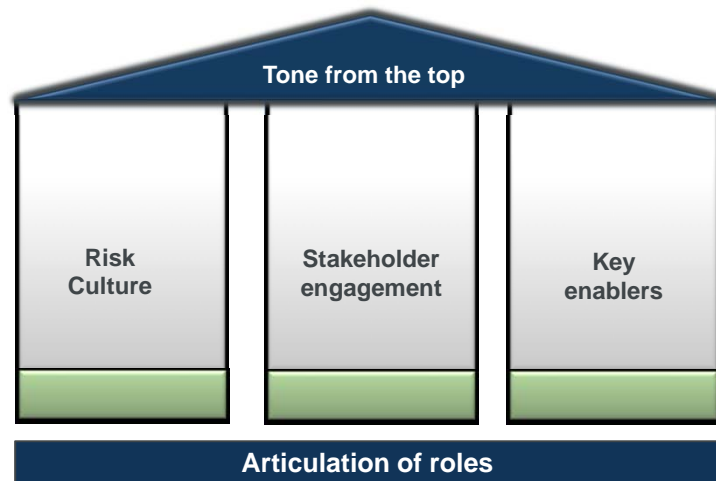 Tone from the top
Risk
Culture
Stakeholder
engagement
Key
enablers
Articulation of roles